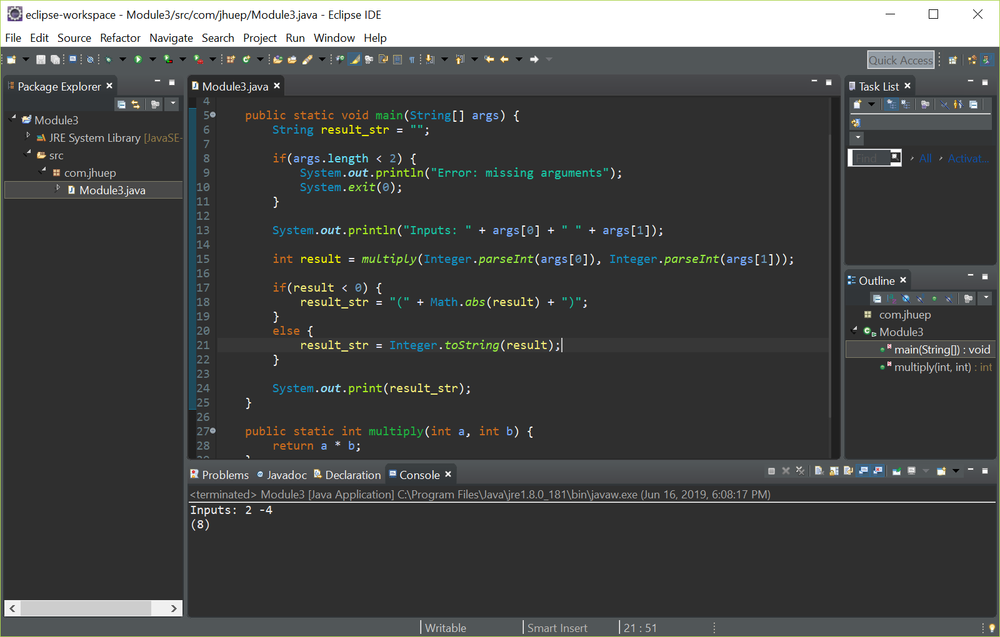 eclipse-workspace - Module3/src/com/jhuep/Module3.java - Eclipse IDE
File Edit Source Refactor Navigate Search Project Run Window Help
Quick Access
Package Explorer
Module3
JRE System Library [JavaSE-
src
com.jhuep
Module3.java
Module3.java
4
5 public static void main(String[] args) {
6 String result_str = "";
7
8 if(args.length < 2) {
9 System.out.println("Error: missing arguments");
10 System.exit(0);
11 }
12
13 System.out.println("Inputs: " + args[0] + " " + args[1]);
14
15 int result = multiply(Integer.parseInt(args[0]), Integer.parseInt(args[1]));
16
17 if(result < 0) {
18 result_str = "(" + Math.abs(result) + ")";
19 }
20 else {
21 result_str = Integer.toString(result);
22 }
23
24 System.out.print(result_str);
25 }
26
27 public static int multiply(int a, int b) {
28 return a * b;
Task List
Find All Activat...
Outline
com.jhuep
Module3
main(String[]) : void
multiply(int, int) : int
Problems Javadoc Declaration Console
<terminated> Module3 [Java Application] C:\Program Files\Java\jre1.8.0_181\bin\javaw.exe (Jun 16, 2019, 6:08:17 PM)
Inputs: 2 -4
(8)
Writable Smart Insert 21 : 51